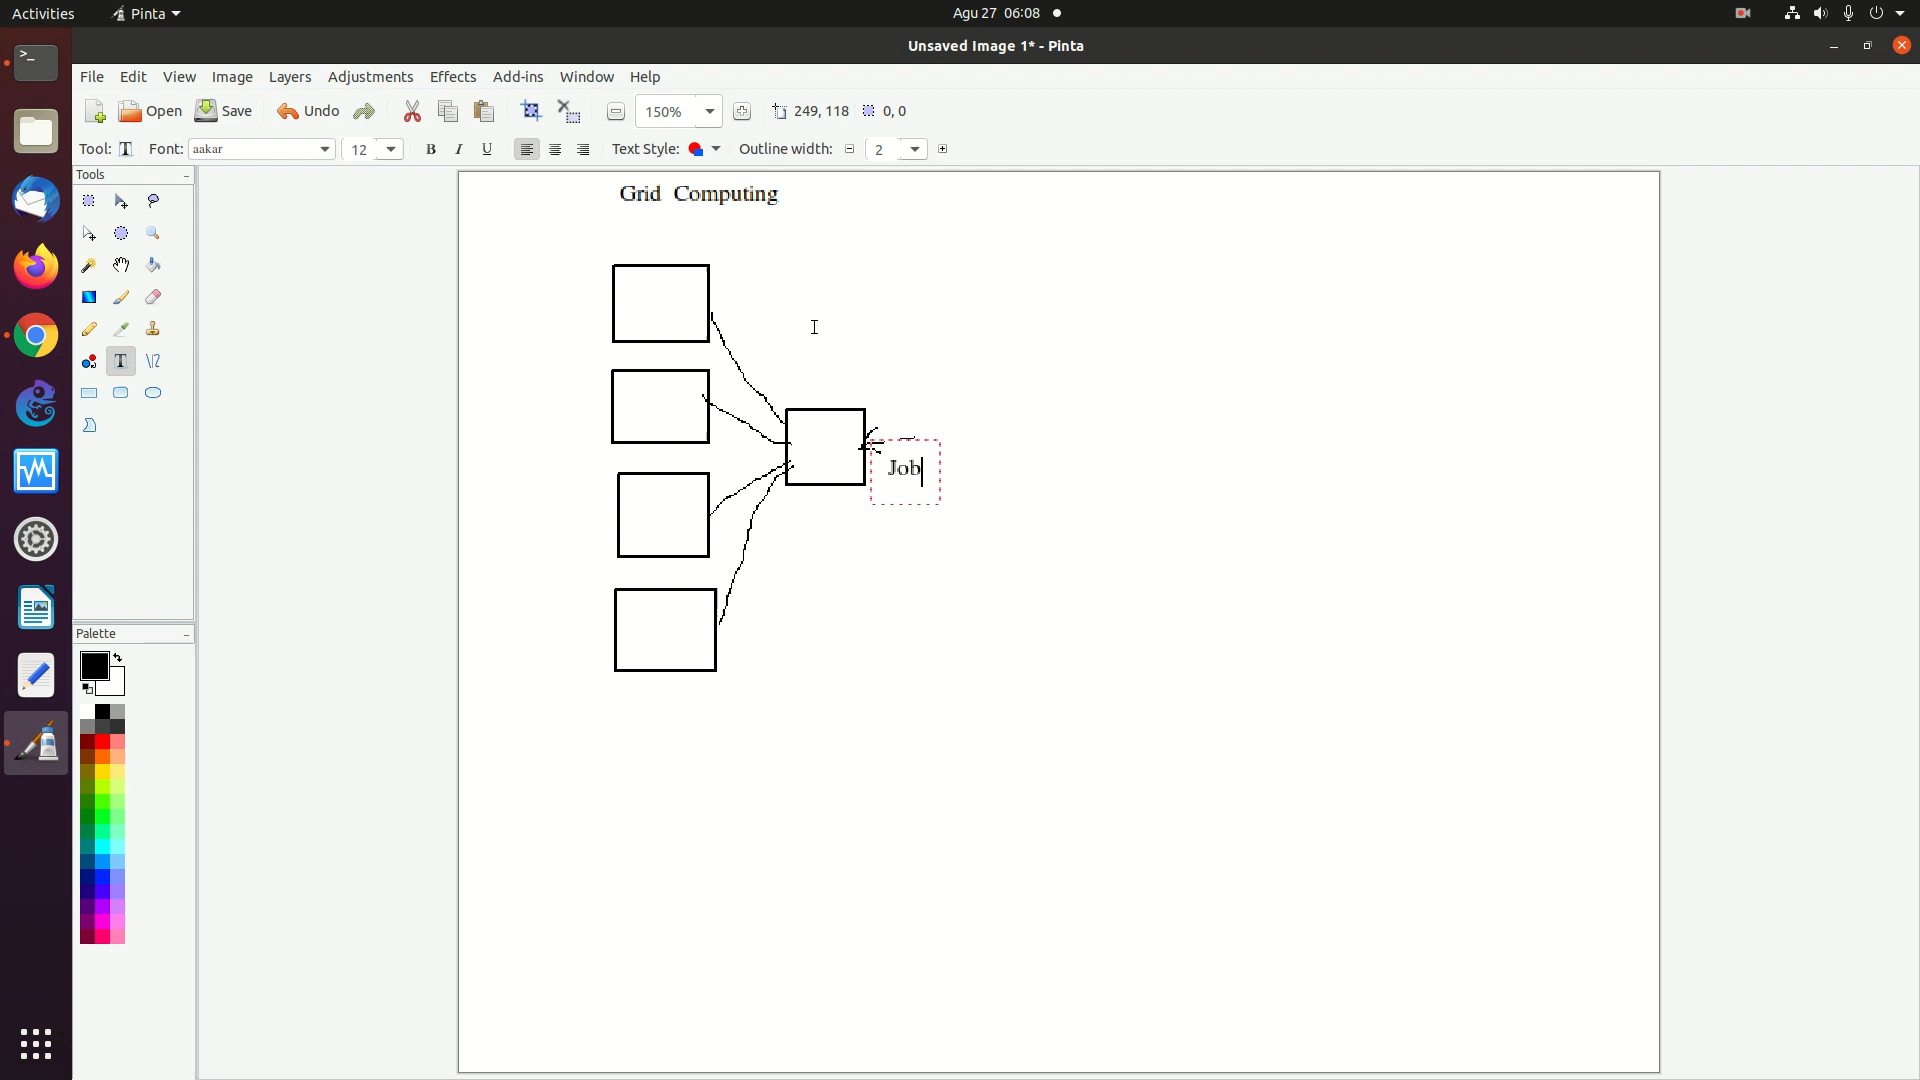 Activities Pinta Agu 27 06:08
Unsaved Image 1* - Pinta
File Edit View Image Layers Adjustments Effects Add-ins Window Help
Open Save Undo 150% 249, 118 0, 0
Tool: T Font: aakar 12 B I U Text Style: Outline width: 2
Tools
Grid Computing
Job
Palette